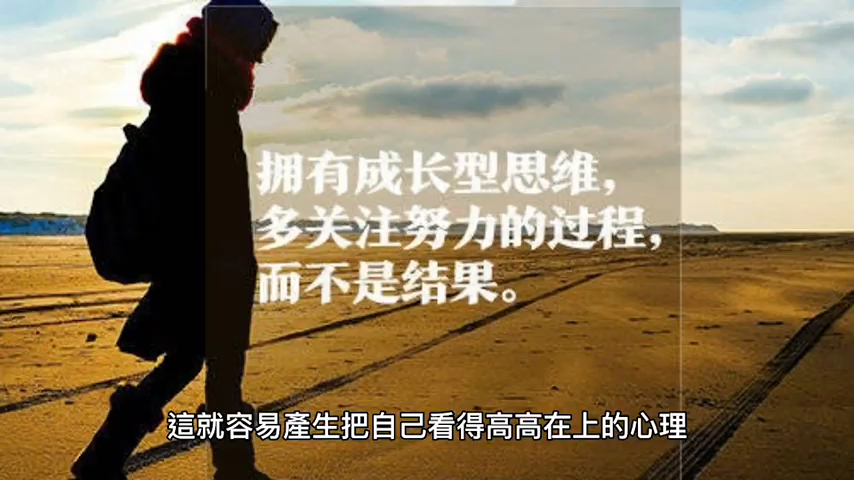 拥有成长型思维，
多关注努力的过程，
而不是结果。
這就容易產生把自己看得高高在上的心理